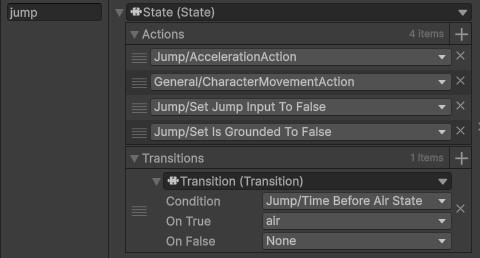 jump
State (State)
Actions 4 items
Jump/AccelerationAction
General/CharacterMovementAction
Jump/Set Jump Input To False
Jump/Set Is Grounded To False
Transitions 1 items
Transition (Transition)
Condition Jump/Time Before Air State
On True air
On False None